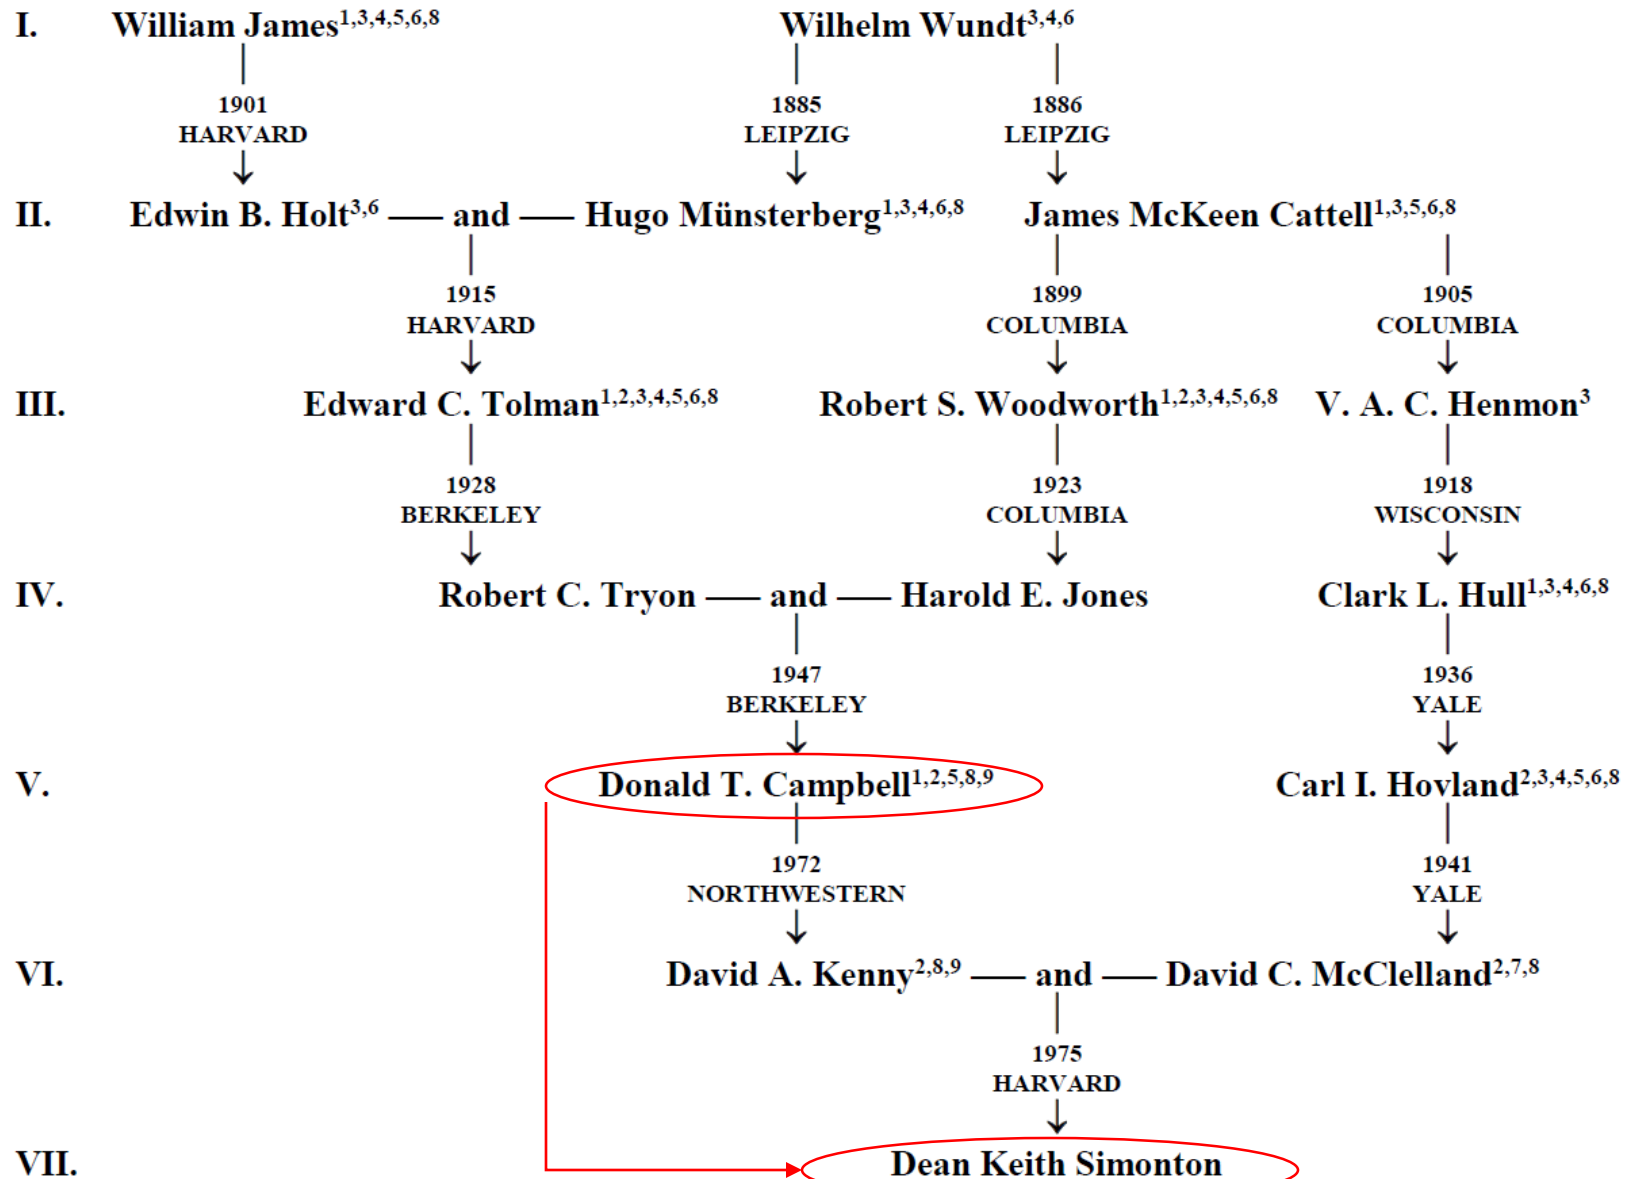 I. William James1,3,4,5,6,8 Wilhelm Wundt3,4,6
1901 1885 1886
HARVARD LEIPZIG LEIPZIG
II. Edwin B. Holt3,6 — and — Hugo Münsterberg1,3,4,6,8 James McKeen Cattell1,3,5,6,8
1915 1899 1905
HARVARD COLUMBIA COLUMBIA
III. Edward C. Tolman1,2,3,4,5,6,8 Robert S. Woodworth1,2,3,4,5,6,8 V. A. C. Henmon3
1928 1923 1918
BERKELEY COLUMBIA WISCONSIN
IV. Robert C. Tryon — and — Harold E. Jones Clark L. Hull1,3,4,6,8
1947 1936
BERKELEY YALE
V. Donald T. Campbell1,2,5,8,9 Carl I. Hovland2,3,4,5,6,8
1972 1941
NORTHWESTERN YALE
VI. David A. Kenny2,8,9 — and — David C. McClelland2,7,8
1975
HARVARD
VII. Dean Keith Simonton